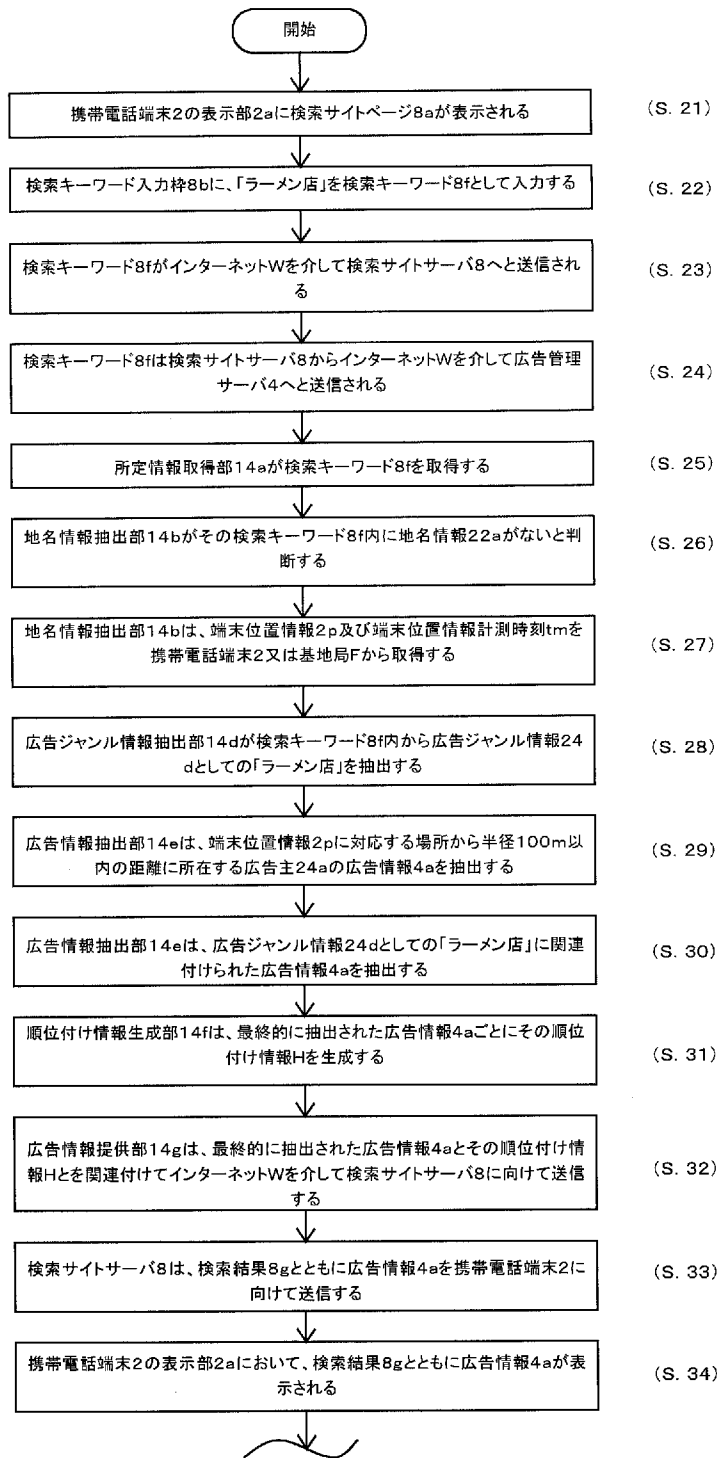 開始
携帯電話端末2の表示部2aに検索サイトページ8aが表示される
(S. 21)
検索キーワード入力枠8bに、「ラーメン店」を検索キーワード8fとして入力する
(S. 22)
検索キーワード8fがインターネットWを介して検索サイトサーバ8へと送信され
る
(S. 23)
検索キーワード8fは検索サイトサーバ8からインターネットWを介して広告管理
サーバ4へと送信される
(S. 24)
所定情報取得部14aが検索キーワード8fを取得する
(S. 25)
地名情報抽出部14bがその検索キーワード8f内に地名情報22aがないと判
断する
(S. 26)
地名情報抽出部14bは、端末位置情報2p及び端末位置情報計測時刻tmを
携帯電話端末2又は基地局Fから取得する
(S. 27)
広告ジャンル情報抽出部14dが検索キーワード8f内から広告ジャンル情報24
dとしての「ラーメン店」を抽出する
(S. 28)
広告情報抽出部14eは、端末位置情報2pに対応する場所から半径100m以
内の距離に所在する広告主24aの広告情報4aを抽出する
(S. 29)
広告情報抽出部14eは、広告ジャンル情報24dとしての「ラーメン店」に関連
付けられた広告情報4aを抽出する
(S. 30)
順位付け情報生成部14fは、最終的に抽出された広告情報4aごとにその順位
付け情報Hを生成する
(S. 31)
広告情報提供部14gは、最終的に抽出された広告情報4aとその順位付け情
報Hとを関連付けてインターネットWを介して検索サイトサーバ8に向けて送信
する
(S. 32)
検索サイトサーバ8は、検索結果8gとともに広告情報4aを携帯電話端末2に
向けて送信する
(S. 33)
携帯電話端末2の表示部2aにおいて、検索結果8gとともに広告情報4aが表
示される
(S. 34)